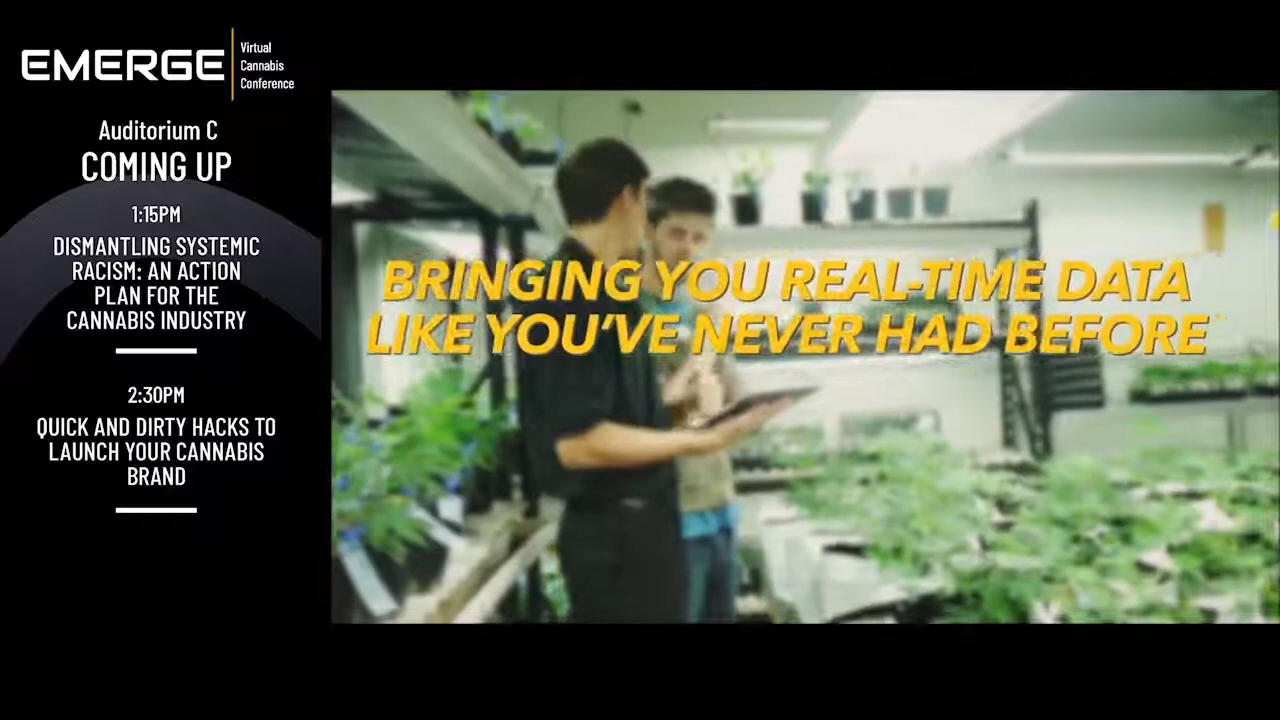 EMERGE
Virtual
Cannabis
Conference
Auditorium C
COMING UP
1:15PM
DISMANTLING SYSTEMIC
RACISM: AN ACTION
PLAN FOR THE
CANNABIS INDUSTRY
2:30PM
QUICK AND DIRTY HACKS TO
LAUNCH YOUR CANNABIS
BRAND
BRINGING YOU REAL-TIME DATA
LIKE YOU'VE NEVER HAD BEFORE